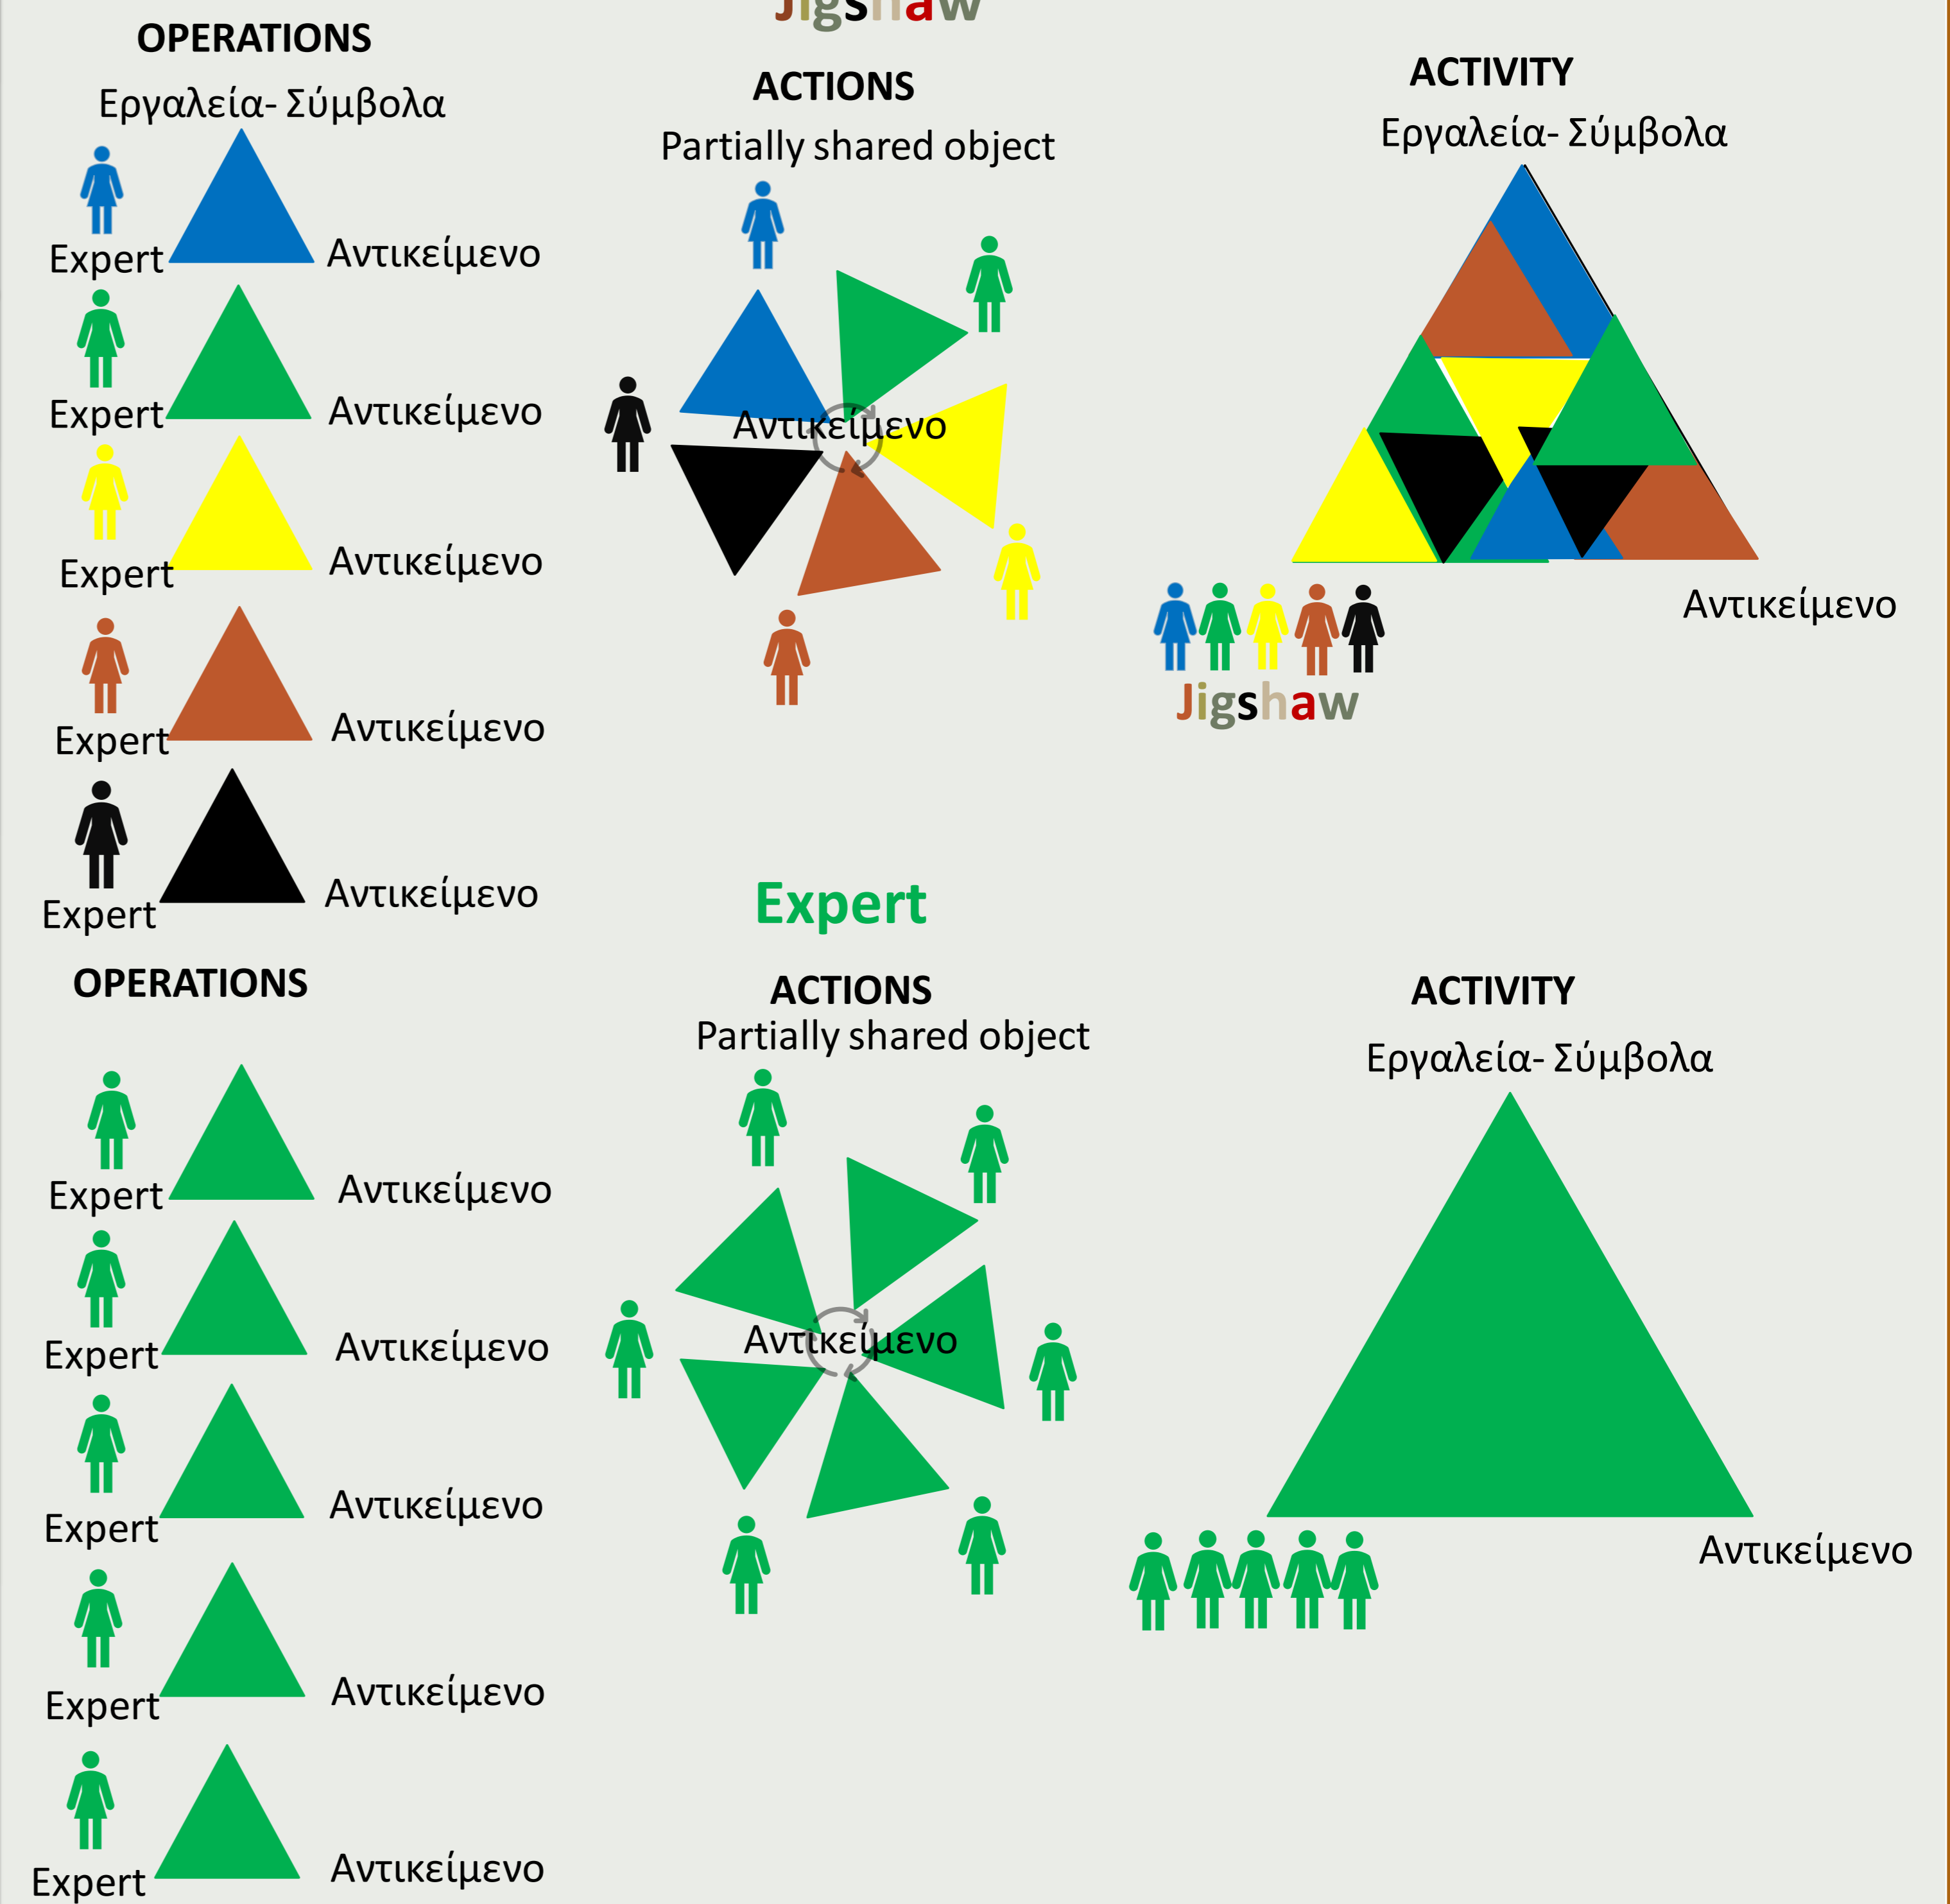 Jigshaw
OPERATIONS
Εργαλεία- Σύμβολα
Expert
Αντικείμενο
Expert
Αντικείμενο
Expert
Αντικείμενο
Expert
Αντικείμενο
Expert
Αντικείμενο
ACTIONS
Partially shared object
Αντικείμενο
ACTIVITY
Εργαλεία- Σύμβολα
Αντικείμενο
Jigshaw
Expert
OPERATIONS
Expert
Αντικείμενο
Expert
Αντικείμενο
Expert
Αντικείμενο
Expert
Αντικείμενο
Expert
Αντικείμενο
ACTIONS
Partially shared object
Αντικείμενο
ACTIVITY
Εργαλεία- Σύμβολα
Αντικείμενο